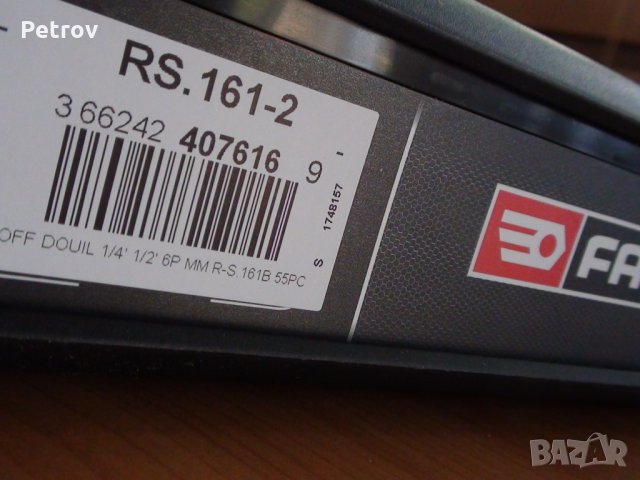 Petrov
RS.161-2
3 66242 407616 9
OFF DOUIL 1/4' 1/2' 6P MM R-S.161B 55PC
S 1748157 I
FA
BAZAR